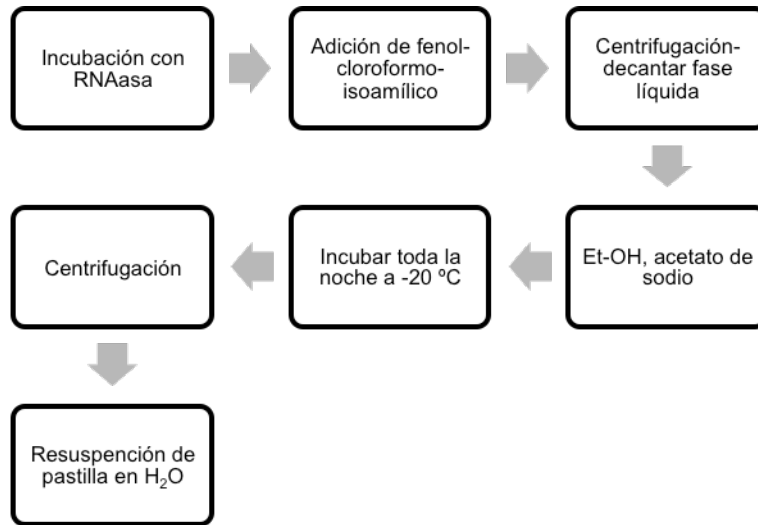 Incubación con
RNAasa
Adición de fenol-
cloroformo-
isoamílico
Centrifugación-
decantar fase
líquida
Et-OH, acetato de
sodio
Incubar toda la
noche a -20 ºC
Centrifugación
Resuspención de
pastilla en H₂O